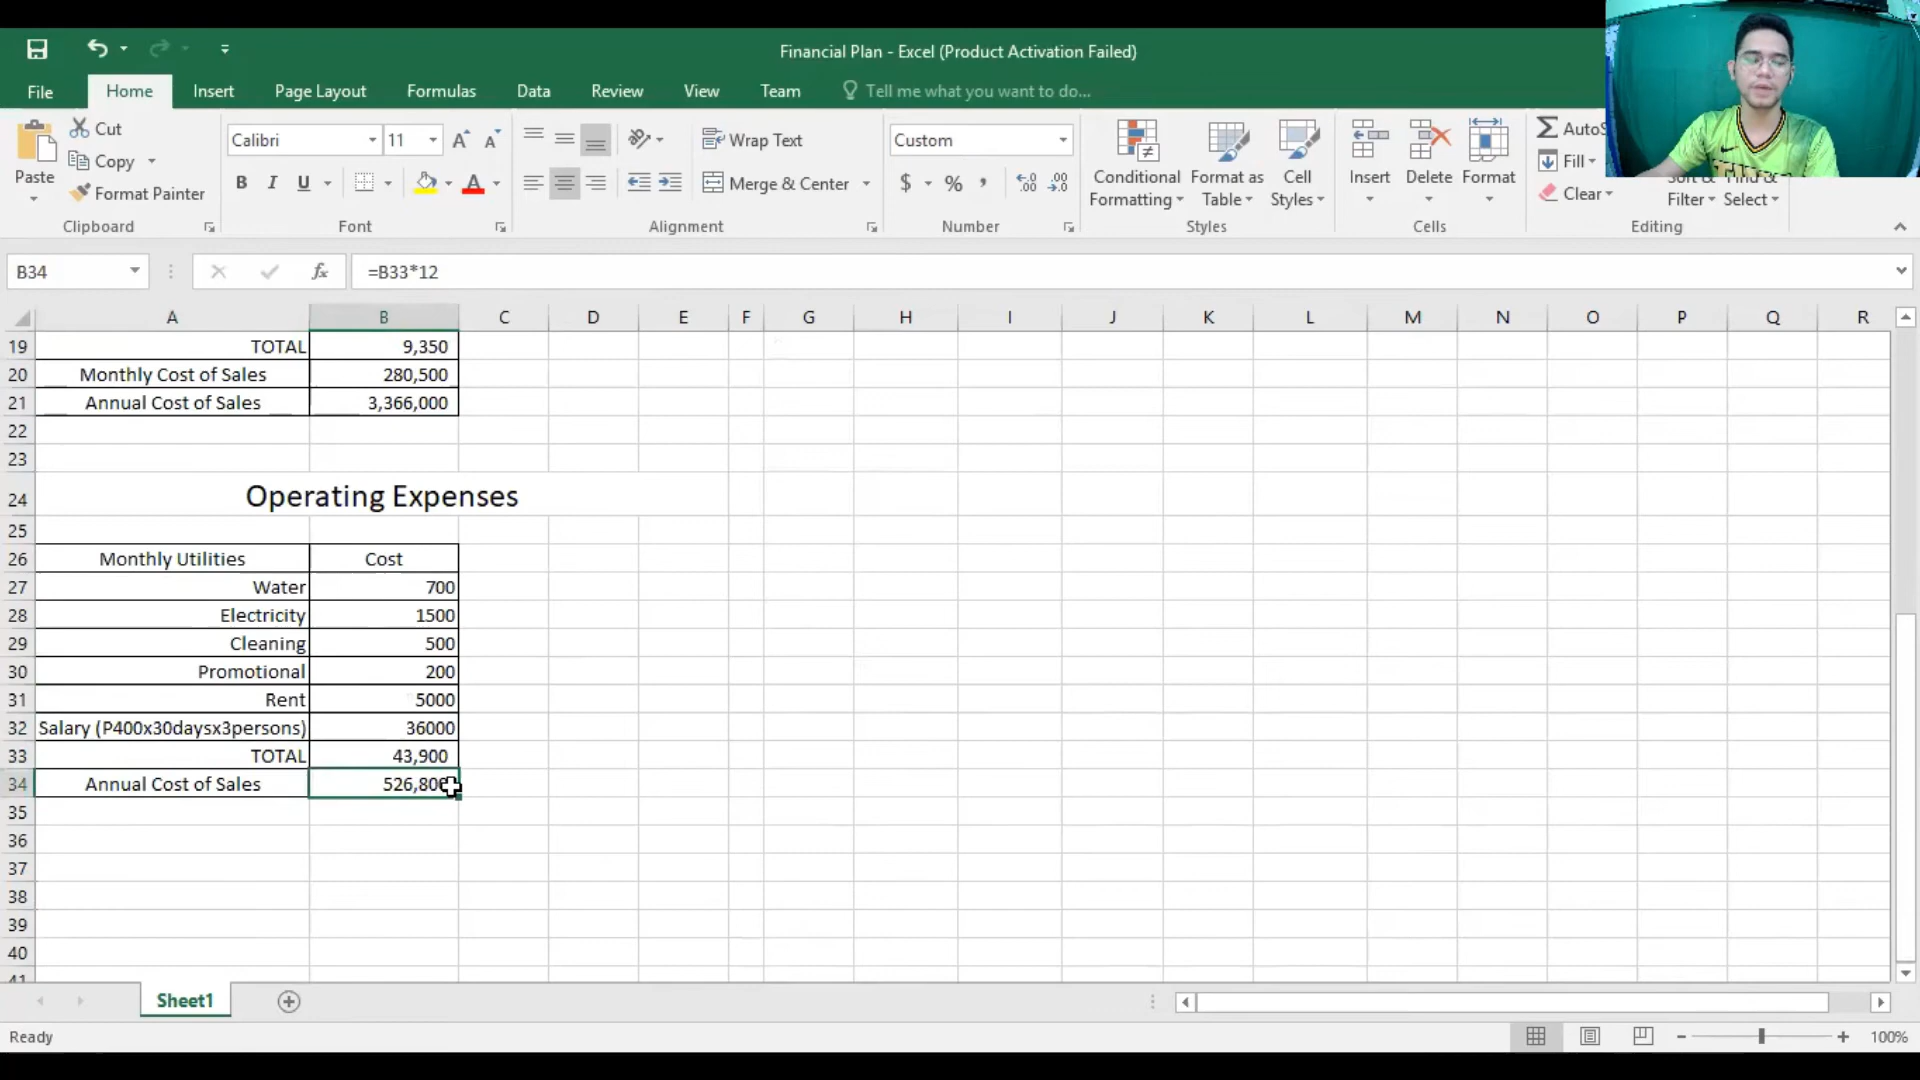 Financial Plan - Excel (Product Activation Failed)
File Home Insert Page Layout Formulas Data Review View Team Tell me what you want to do...
Paste
Cut
Copy
Format Painter
Clipboard
Calibri 11
B I U
Font
Wrap Text
Merge & Center
Alignment
Custom
$ % ,
Number
Conditional Formatting
Format as Table
Cell Styles
Styles
Insert
Delete
Format
Cells
Fill
Clear
Filter
Select
Editing
B34 fx =B33*12
A B C D E F G H I J K L M N O P Q R
19 TOTAL 9,350
20 Monthly Cost of Sales 280,500
21 Annual Cost of Sales 3,366,000
22
23
24 Operating Expenses
25
26 Monthly Utilities Cost
27 Water 700
28 Electricity 1500
29 Cleaning 500
30 Promotional 200
31 Rent 5000
32 Salary (P400x30daysx3persons) 36000
33 TOTAL 43,900
34 Annual Cost of Sales 526,800
35
36
37
38
39
40
Sheet1
Ready 100%